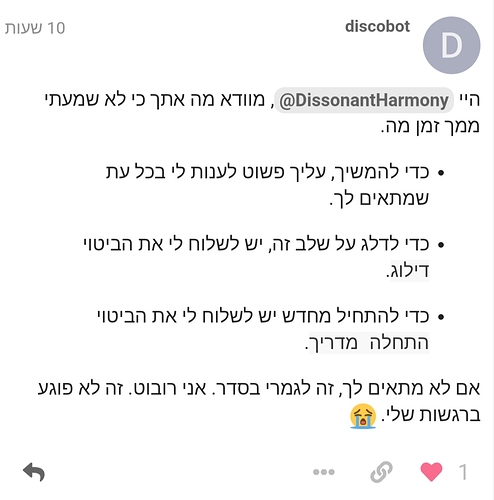 discobot
10 שעות
D
היי @DissonantHarmony, מוודא מה אתך כי לא שמעתי
ממך זמן מה.
• כדי להמשיך, עליך פשוט לענות לי בכל עת
שמתאים לך.
• כדי לדלג על שלב זה, יש לשלוח לי את הביטוי
דילוג.
• כדי להתחיל מחדש יש לשלוח לי את הביטוי
התחלה מדריך.
אם לא מתאים לך, זה לגמרי בסדר. אני רובוט. זה לא פוגע
ברגשות שלי. 😭
1